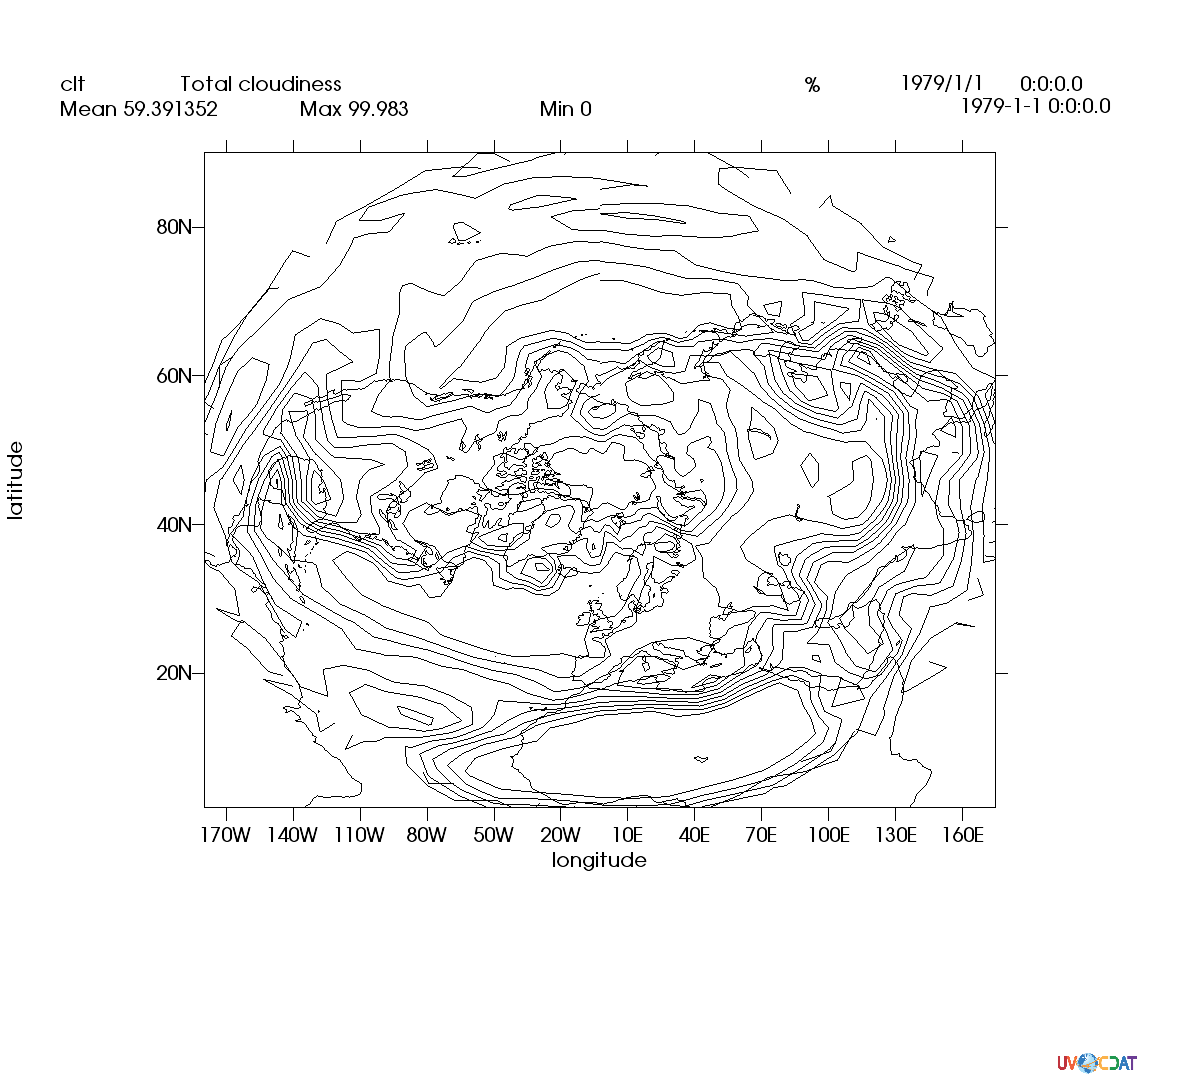 clt Total cloudiness % 1979/1/1 0:0:0.0
Mean 59.391352 Max 99.983 Min 0 1979-1-1 0:0:0.0
80N
60N
40N
20N
latitude
170W 140W 110W 80W 50W 20W 10E 40E 70E 100E 130E 160E
longitude
UV CDAT